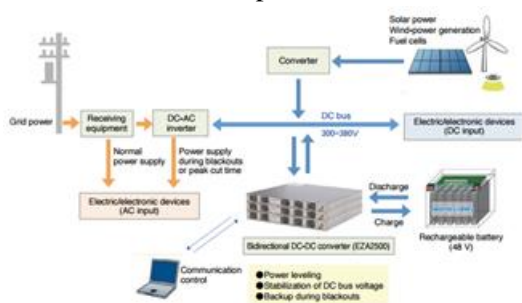 Solar power
Wind-power generation
Fuel cells
Converter
Grid power
Receiving
equipment
DC-AC
inverter
DC bus
300~380V
Electric/electronic devices
(DC input)
Normal
power supply
Power supply
during blackouts
or peak cut time
Electric/electronic devices
(AC input)
Discharge
Charge
Rechargeable battery
(48 V)
Bidirectional DC-DC converter (EZA2500)
Communication
control
●Power leveling
●Stabilization of DC bus voltage
●Backup during blackouts